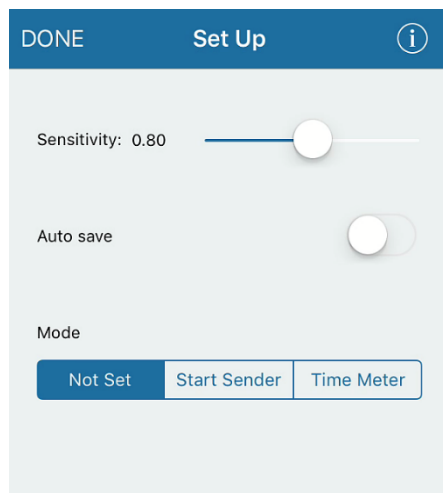 DONE Set Up i
Sensitivity: 0.80
Auto save
Mode
Not Set Start Sender Time Meter